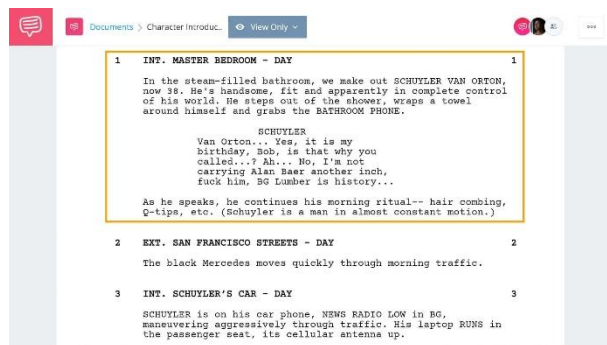 Documents > Character Introduc... View Only
1 INT. MASTER BEDROOM - DAY 1
In the steam-filled bathroom, we make out SCHUYLER VAN ORTON,
now 38. He's handsome, fit and apparently in complete control
of his world. He steps out of the shower, wraps a towel
around himself and grabs the BATHROOM PHONE.
SCHUYLER
Van Orton... Yes, it is my
birthday, Bob, is that why you
called...? Ah... No, I'm not
carrying Alan Baer another inch,
fuck him, BG Lumber is history...
As he speaks, he continues his morning ritual-- hair combing,
Q-tips, etc. (Schuyler is a man in almost constant motion.)
2 EXT. SAN FRANCISCO STREETS - DAY 2
The black Mercedes moves quickly through morning traffic.
3 INT. SCHUYLER'S CAR - DAY 3
SCHUYLER is on his car phone, NEWS RADIO LOW in BG,
maneuvering aggressively through traffic. His laptop RUNS in
the passenger seat, its cellular antenna up.